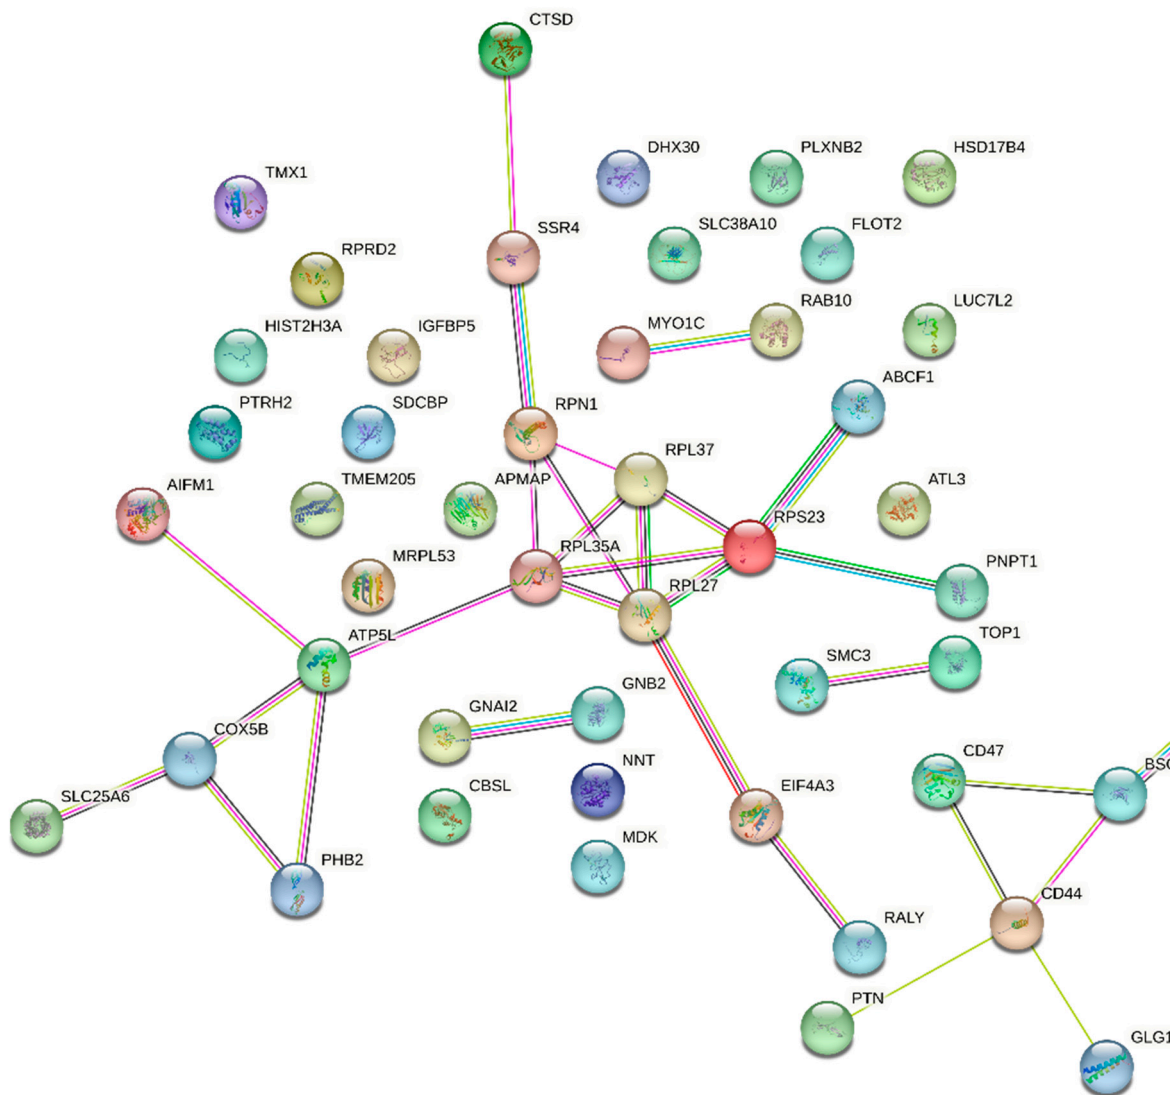 CTSD
DHX30
PLXNB2
HSD17B4
TMX1
SSR4
SLC38A10
FLOT2
RPRD2
HIST2H3A
IGFBP5
MYO1C
RAB10
LUC7L2
ABCF1
PTRH2
SDCBP
RPN1
RPL37
AIFM1
TMEM205
APMAP
ATL3
RPS23
MRPL53
RPL35A
RPL27
PNPT1
ATP5L
SMC3
TOP1
GNAI2
GNB2
COX5B
CD47
BSG
SLC25A6
CBSL
NNT
EIF4A3
MDK
PHB2
CD44
RALY
PTN
GLG1